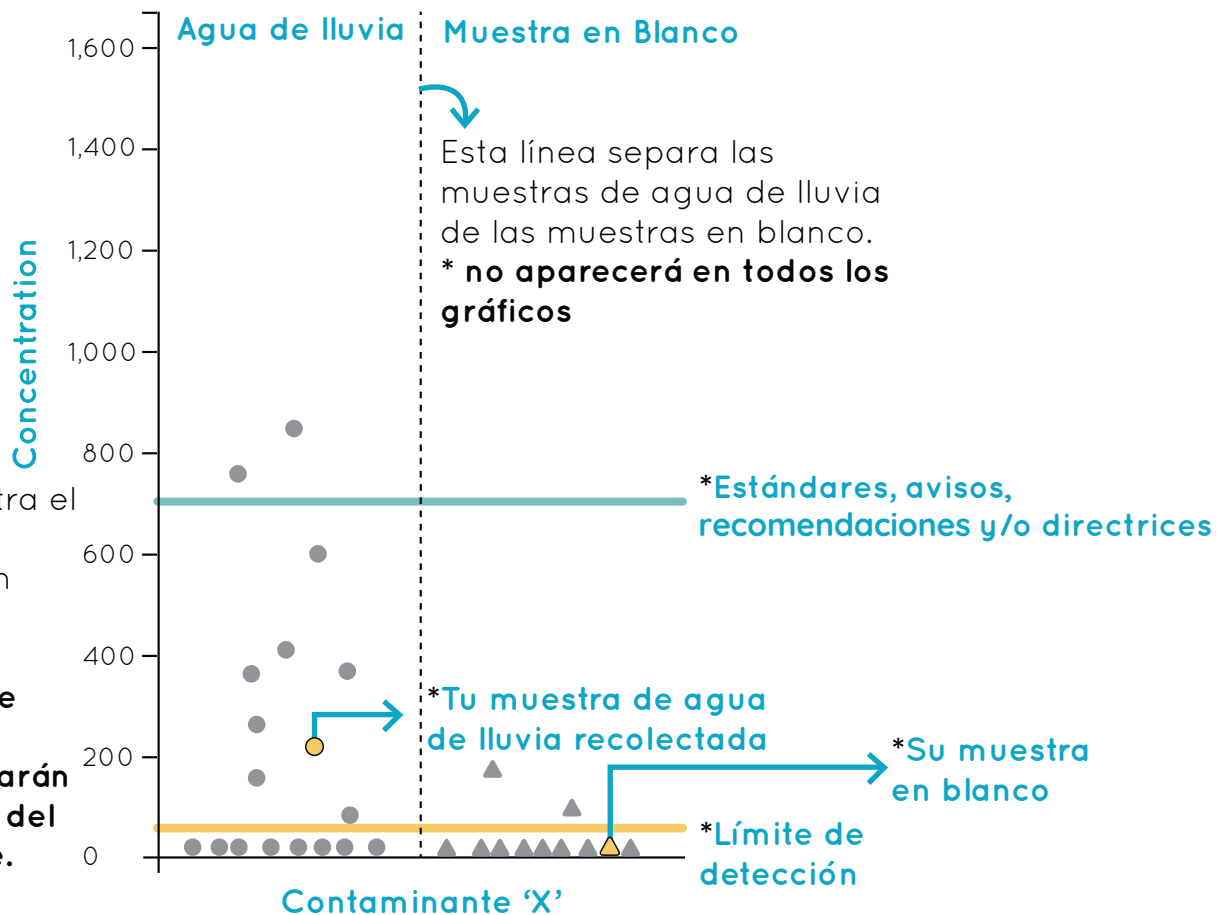 Agua de lluvia
Muestra en Blanco
1,600
1,400
1,200
1,000
800
600
400
200
0
Concentration
Esta línea separa las
muestras de agua de lluvia
de las muestras en blanco.
* no aparecerá en todos los
gráficos
*Estándares, avisos,
recomendaciones y/o directrices
*Tu muestra de agua
de lluvia recolectada
*Su muestra
en blanco
*Límite de
detección
Contaminante ‘X’
el
del